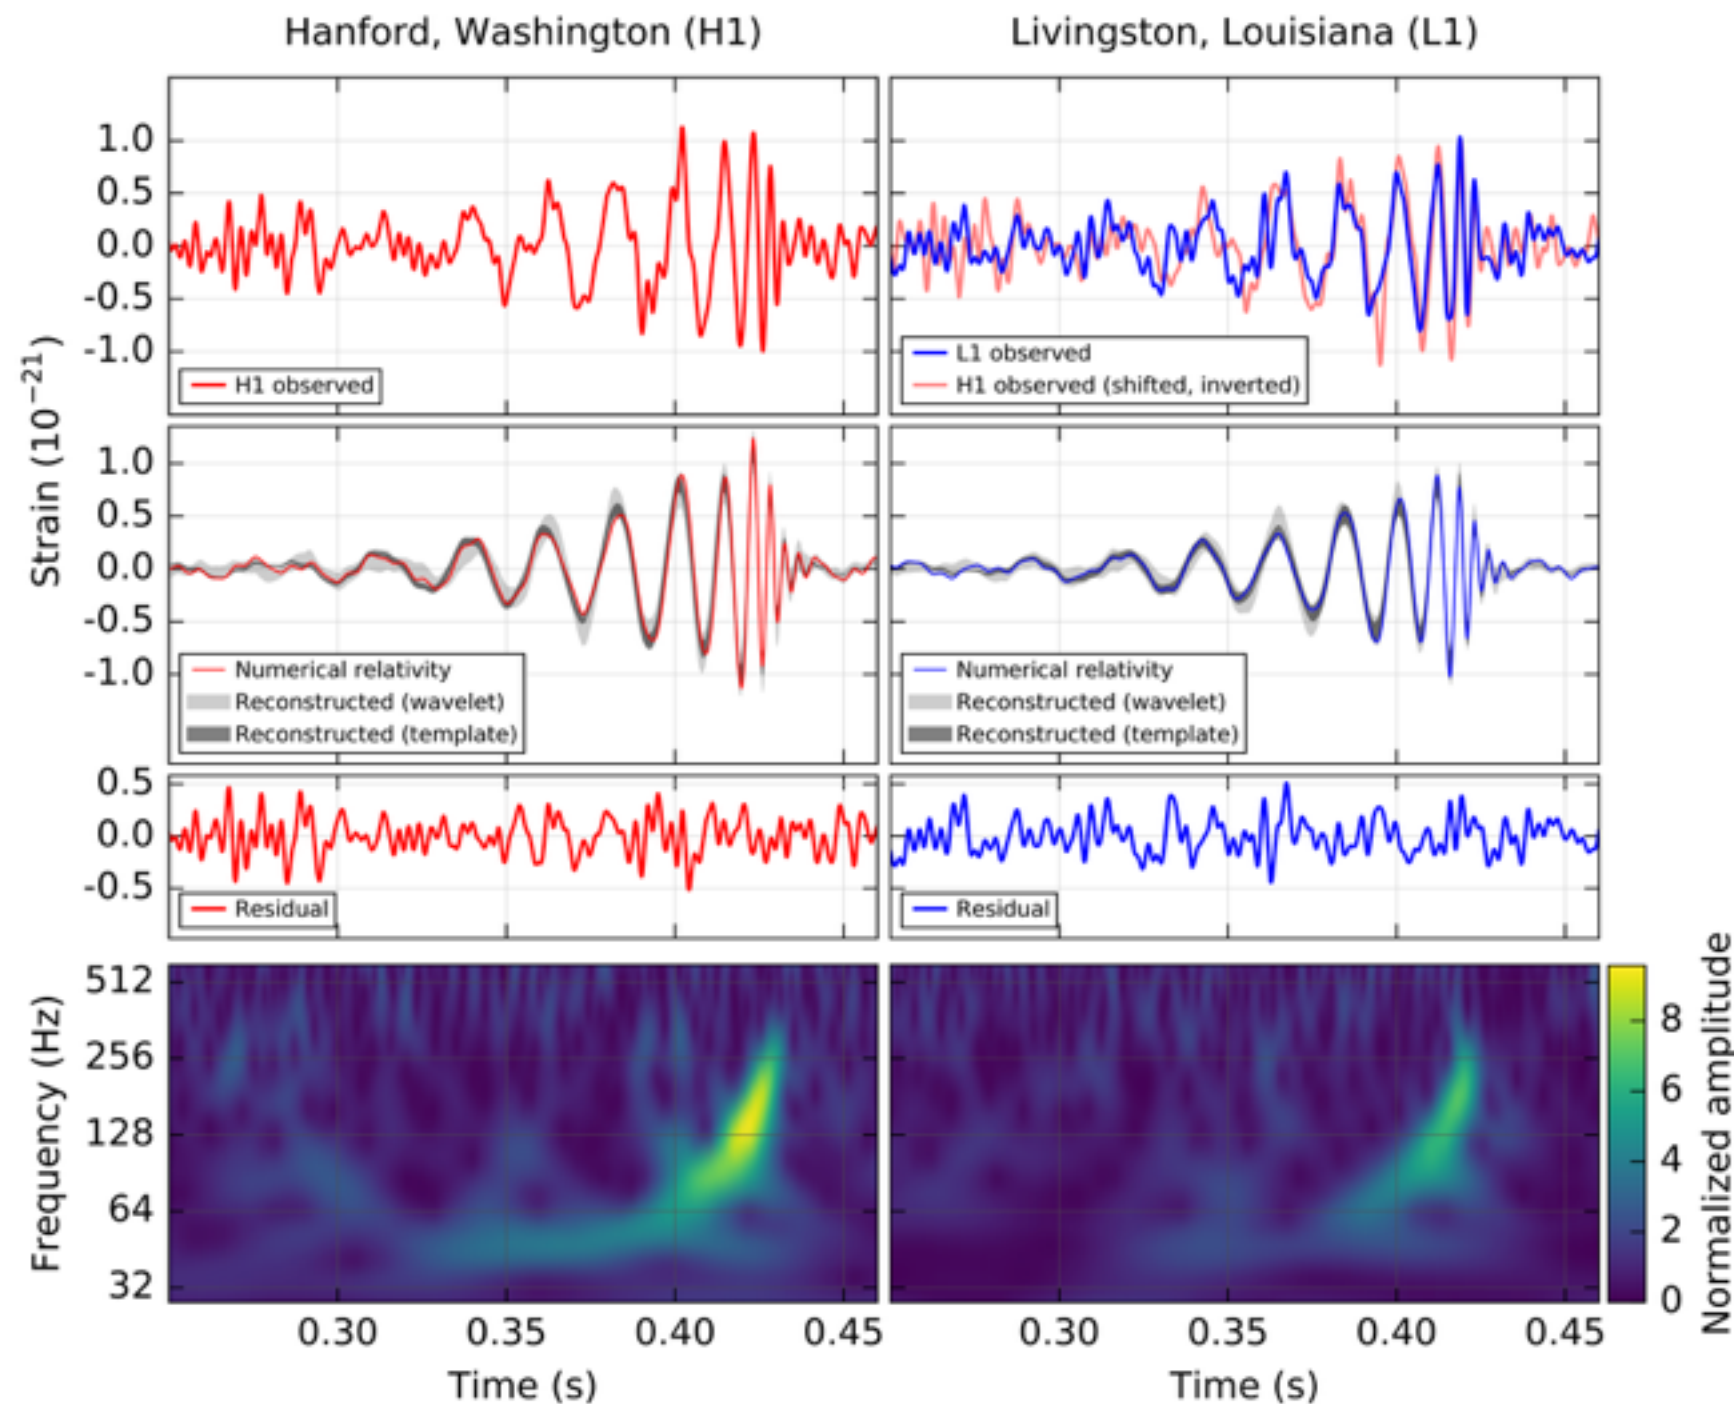 Hanford, Washington (H1)
Livingston, Louisiana (L1)
Strain (10⁻²¹)
1.0
0.5
0.0
-0.5
-1.0
H1 observed
L1 observed
H1 observed (shifted, inverted)
1.0
0.5
0.0
-0.5
-1.0
Numerical relativity
Reconstructed (wavelet)
Reconstructed (template)
Numerical relativity
Reconstructed (wavelet)
Reconstructed (template)
0.5
0.0
-0.5
Residual
Residual
Frequency (Hz)
512
256
128
64
32
Normalized amplitude
8
6
4
2
0
0.30 0.35 0.40 0.45
0.30 0.35 0.40 0.45
Time (s)
Time (s)